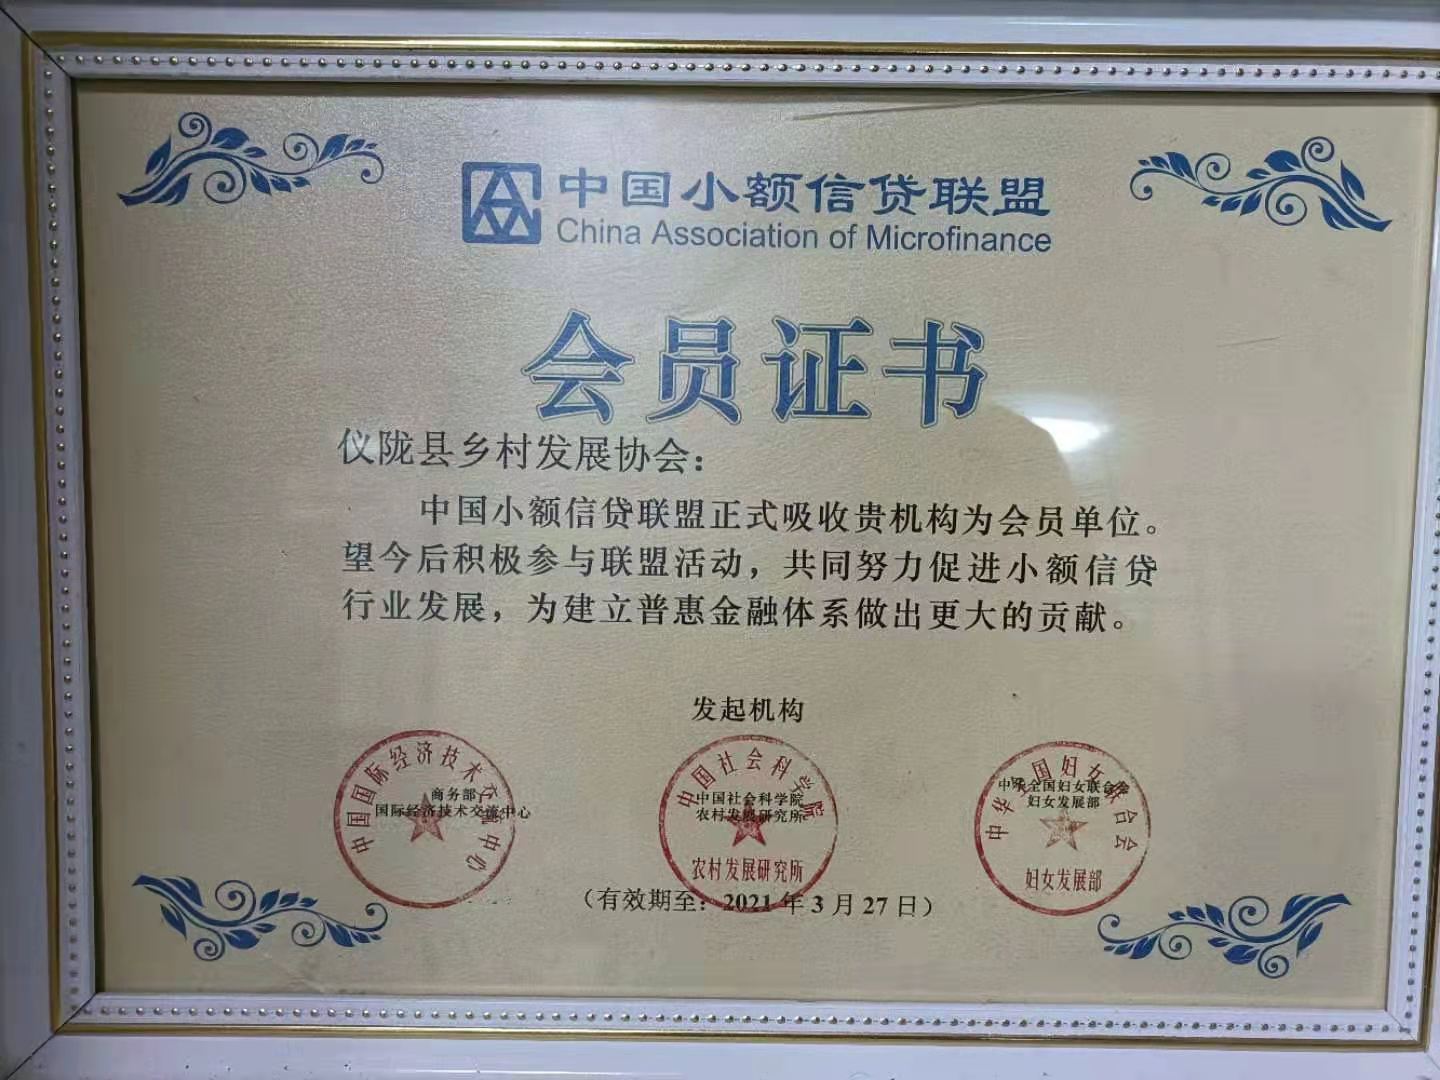 中国小额信贷联盟
China Association of Microfinance
会员证书
仪陇县乡村发展协会：
中国小额信贷联盟正式吸收贵机构为会员单位。
望今后积极参与联盟活动，共同努力促进小额信贷
行业发展，为建立普惠金融体系做出更大的贡献。
发起机构
中国国际经济技术交流中心
商务部
国际经济技术交流中心
中国社会科学院
中国社会科学院
农村发展研究所
农村发展研究所
中华全国妇女联合会
中华全国妇女联合会
妇女发展部
妇女发展部
（有效期至：2021年3月27日）